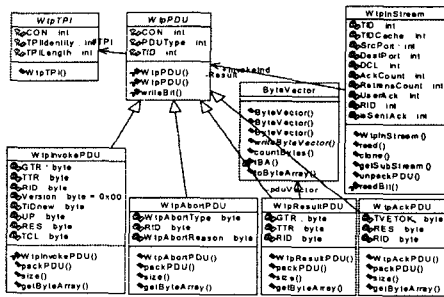 WtpTPI
CON int
TPIIdentity int
TPILength int
WtpTPI()
TPI
WtpPDU
CON int
PDUType int
TID int
WtpPDU()
WtpPDU()
writeBit()
InvokeInd
Result
ByteVector
ByteVector()
ByteVector()
ByteVector()
writeByteVector()
countBytes()
IBA()
toByteArray()
pduVector
WtpInStream
TID int
TIDCache int
SrcPort int
DestPort int
DCL int
AckCount int
RetransCount int
UserAck int
RID int
isSentAck int
WtpInStream()
read()
clone()
getSubStream()
unpackPDU()
readBit()
WtpInvokePDU
GTR byte
TTR byte
RID byte
Version byte = 0x00
TIDnew byte
UP byte
RES byte
TCL byte
WtpInvokePDU()
packPDU()
size()
getByteArray()
WtpAbortPDU
WtpAbortType byte
RID byte
WtpAbortReason byte
WtpAbortPDU()
packPDU()
size()
getByteArray()
WtpResultPDU
GTR byte
TTR byte
RID byte
WtpResultPDU()
packPDU()
size()
getByteArray()
WtpAckPDU
TVETOK byte
RES byte
RID byte
WtpAckPDU()
packPDU()
size()
getByteArray()